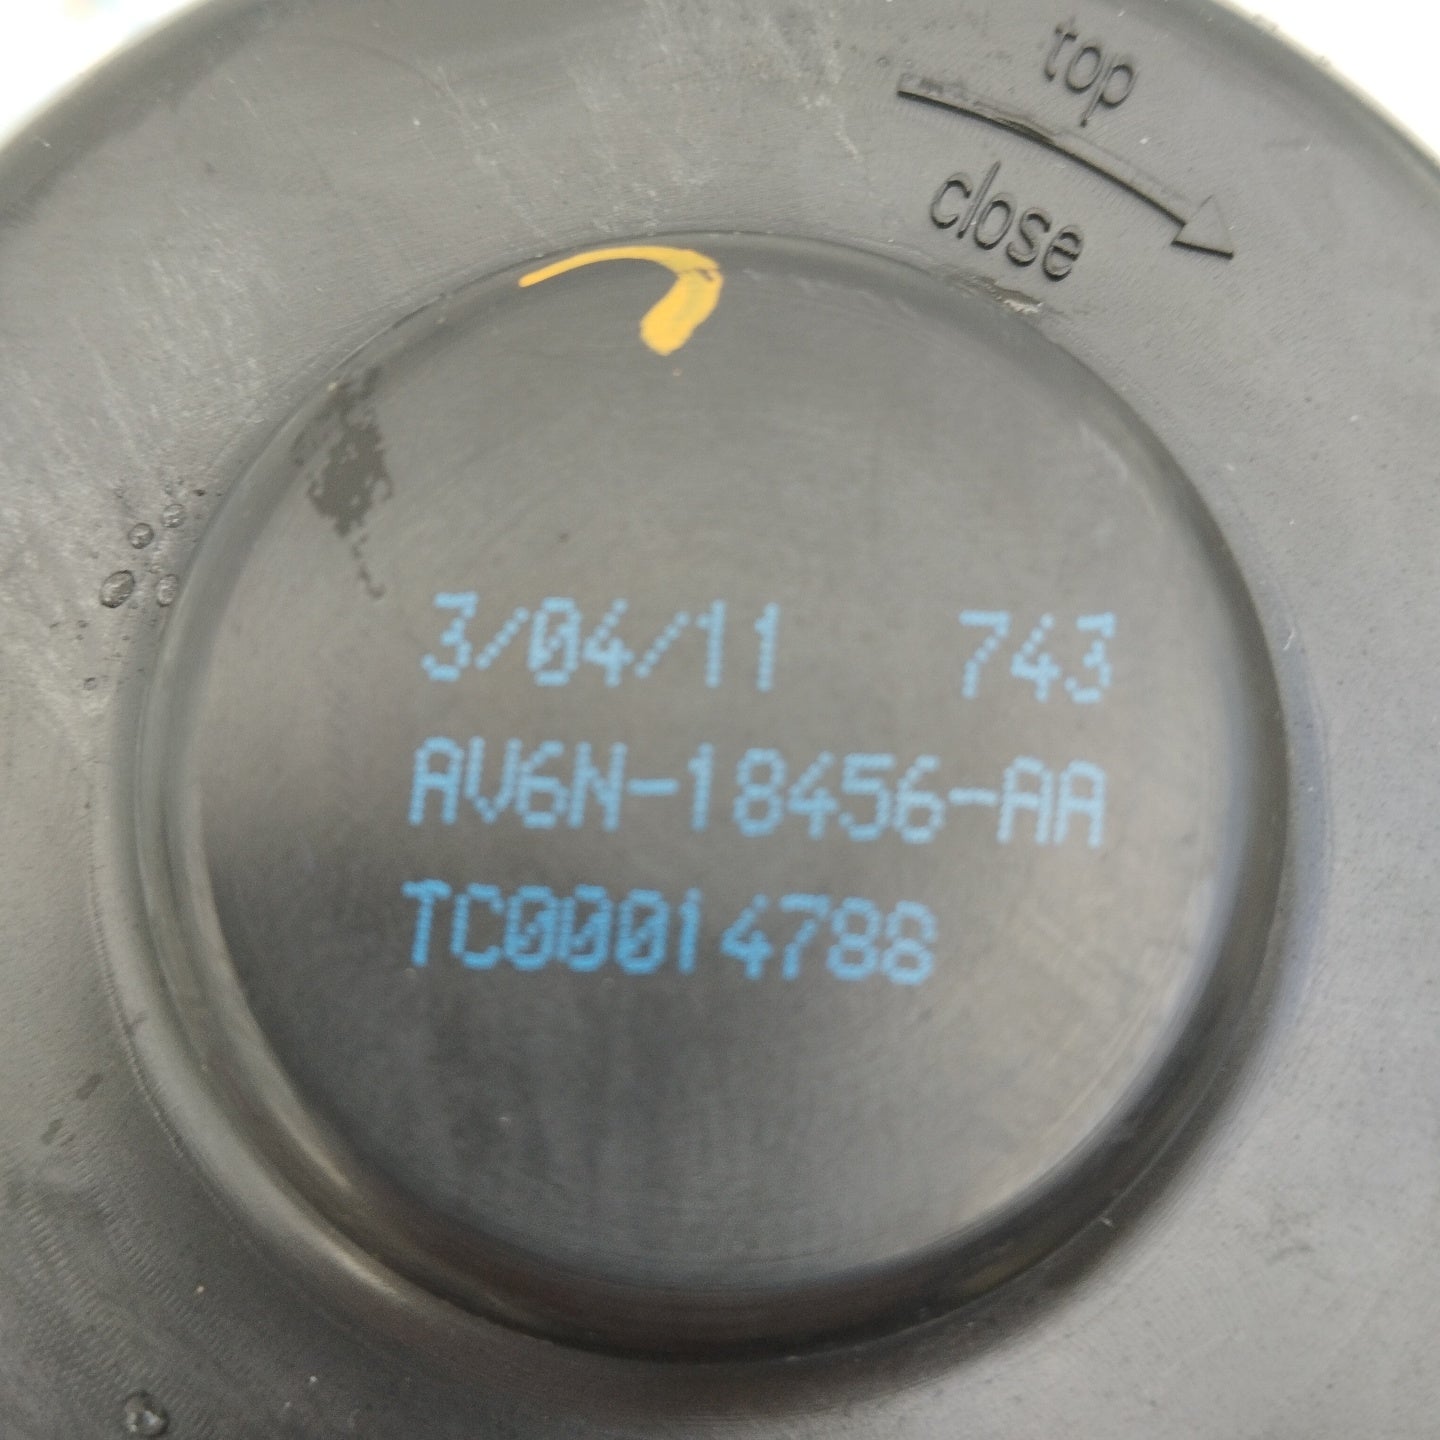 top
close
3/04/11 743
AV6N-18456-AA
TC00014788